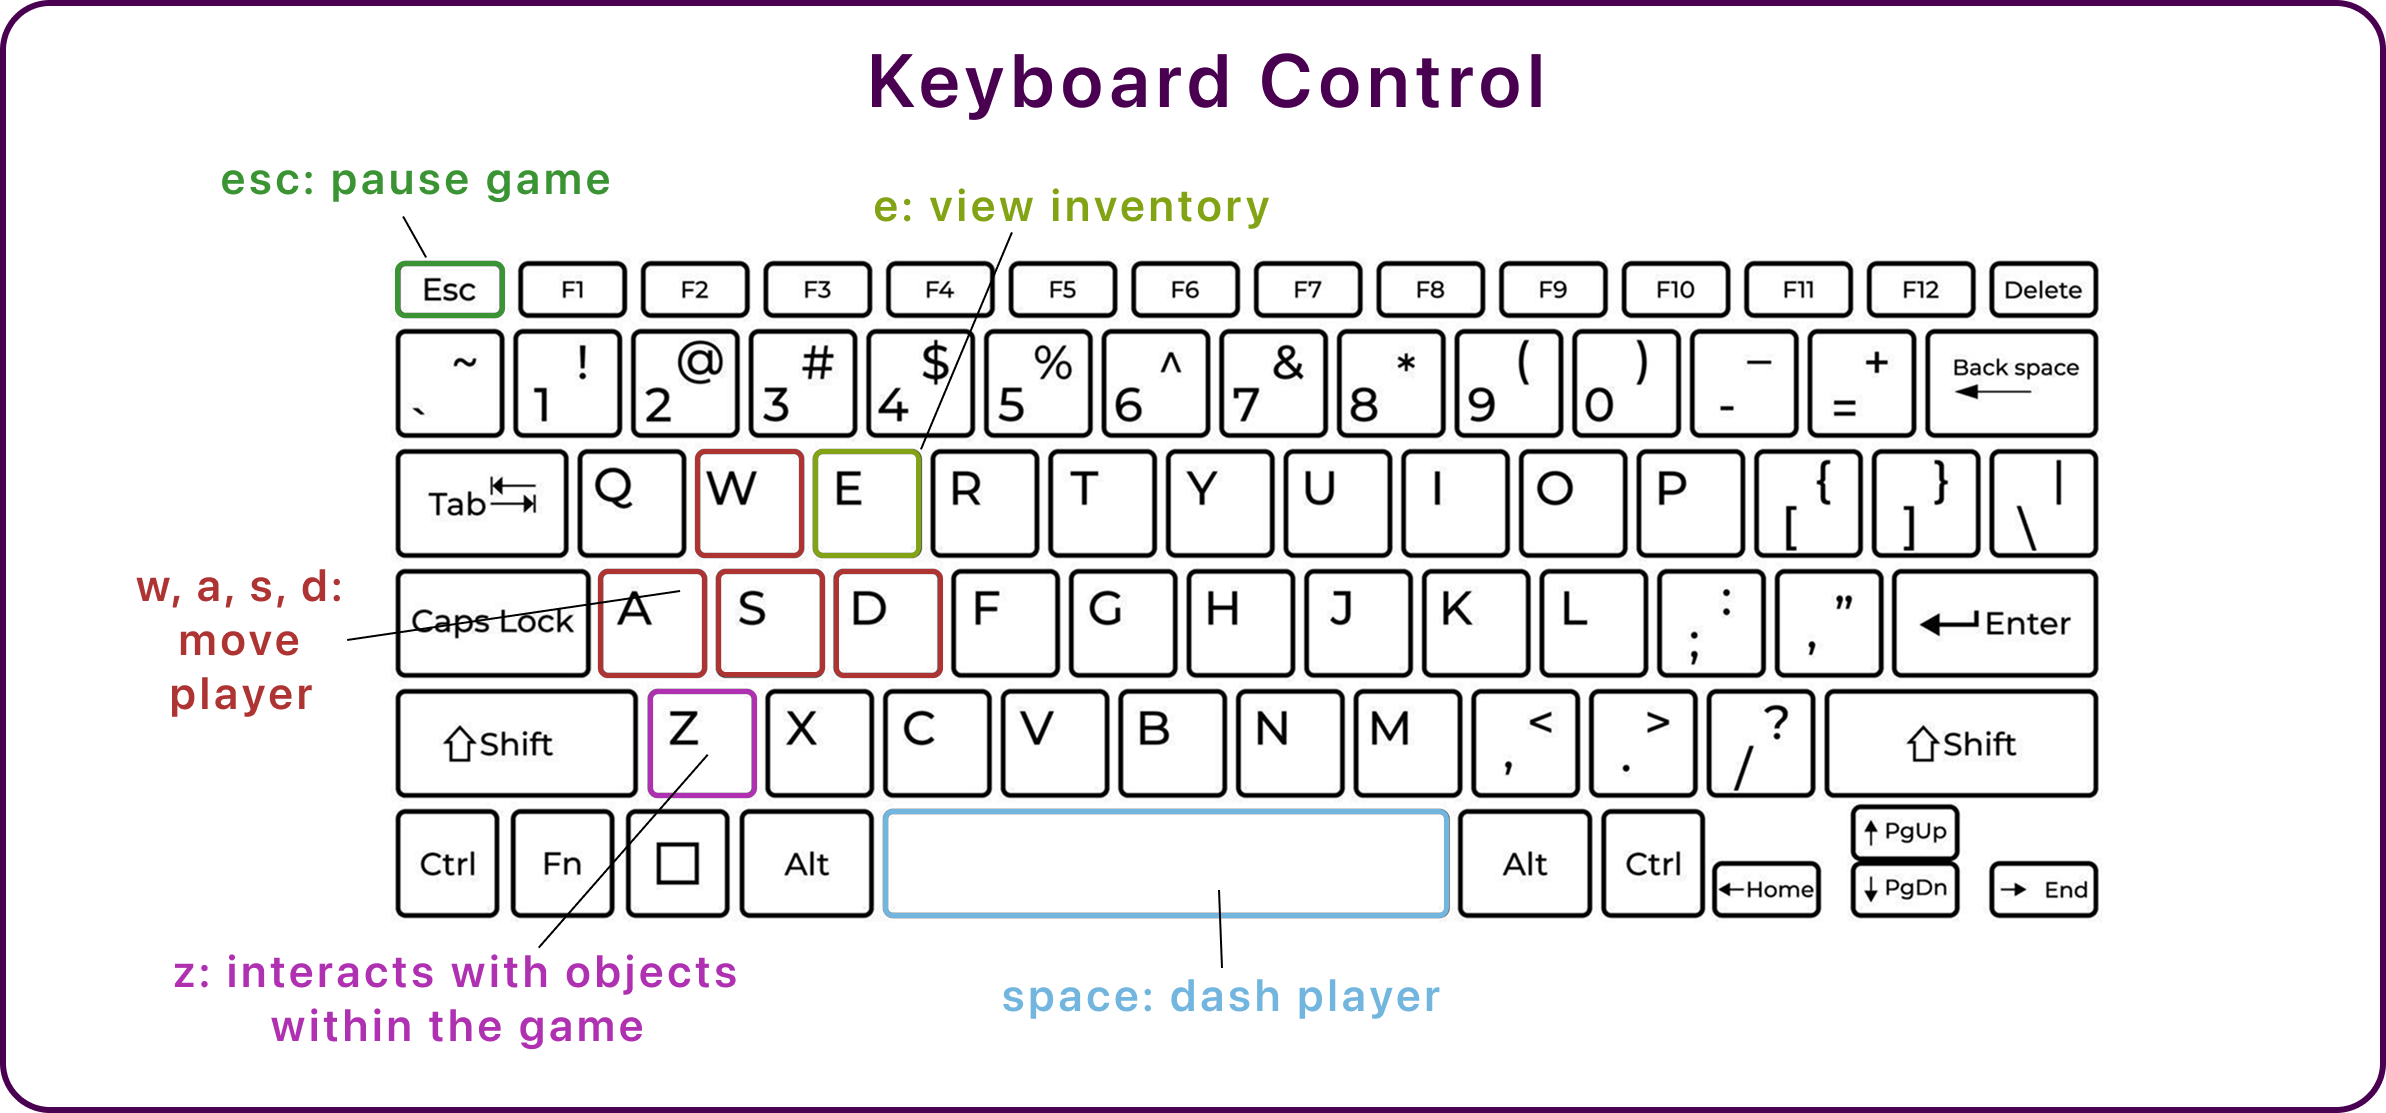 Keyboard Control
esc: pause game
e: view inventory
Esc F1 F2 F3 F4 F5 F6 F7 F8 F9 F10 F11 F12 Delete
~ ! @ # $ % ^ & * ( ) – + Back space
` 1 2 3 4 5 6 7 8 9 0 - =
Tab Q W E R T Y U I O P { } |
[ ] \
w, a, s, d:
move
player
Caps Lock A S D F G H J K L : ” Enter
; ,
Shift Z X C V B N M < > ? Shift
, . /
Ctrl Fn Alt Alt Ctrl Home PgUp
PgDn End
z: interacts with objects
within the game
space: dash player